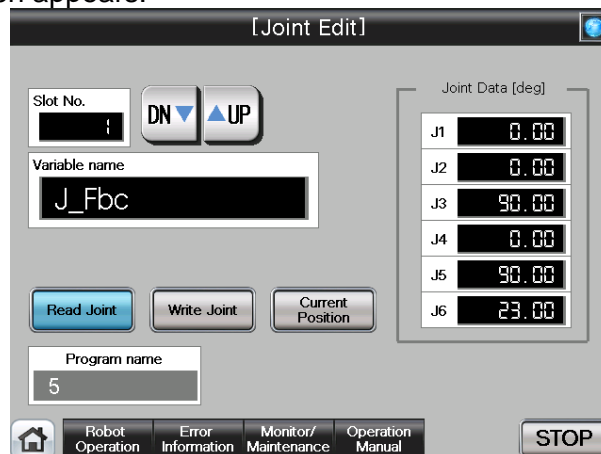 on appears.
[Joint Edit]
Slot No.
1
DN▼
▲UP
Variable name
J_Fbc
Joint Data [deg]
J1 0.00
J2 0.00
J3 90.00
J4 0.00
J5 90.00
J6 23.00
Read Joint
Write Joint
Current
Position
Program name
5
Robot
Operation
Error
Information
Monitor/
Maintenance
Operation
Manual
STOP